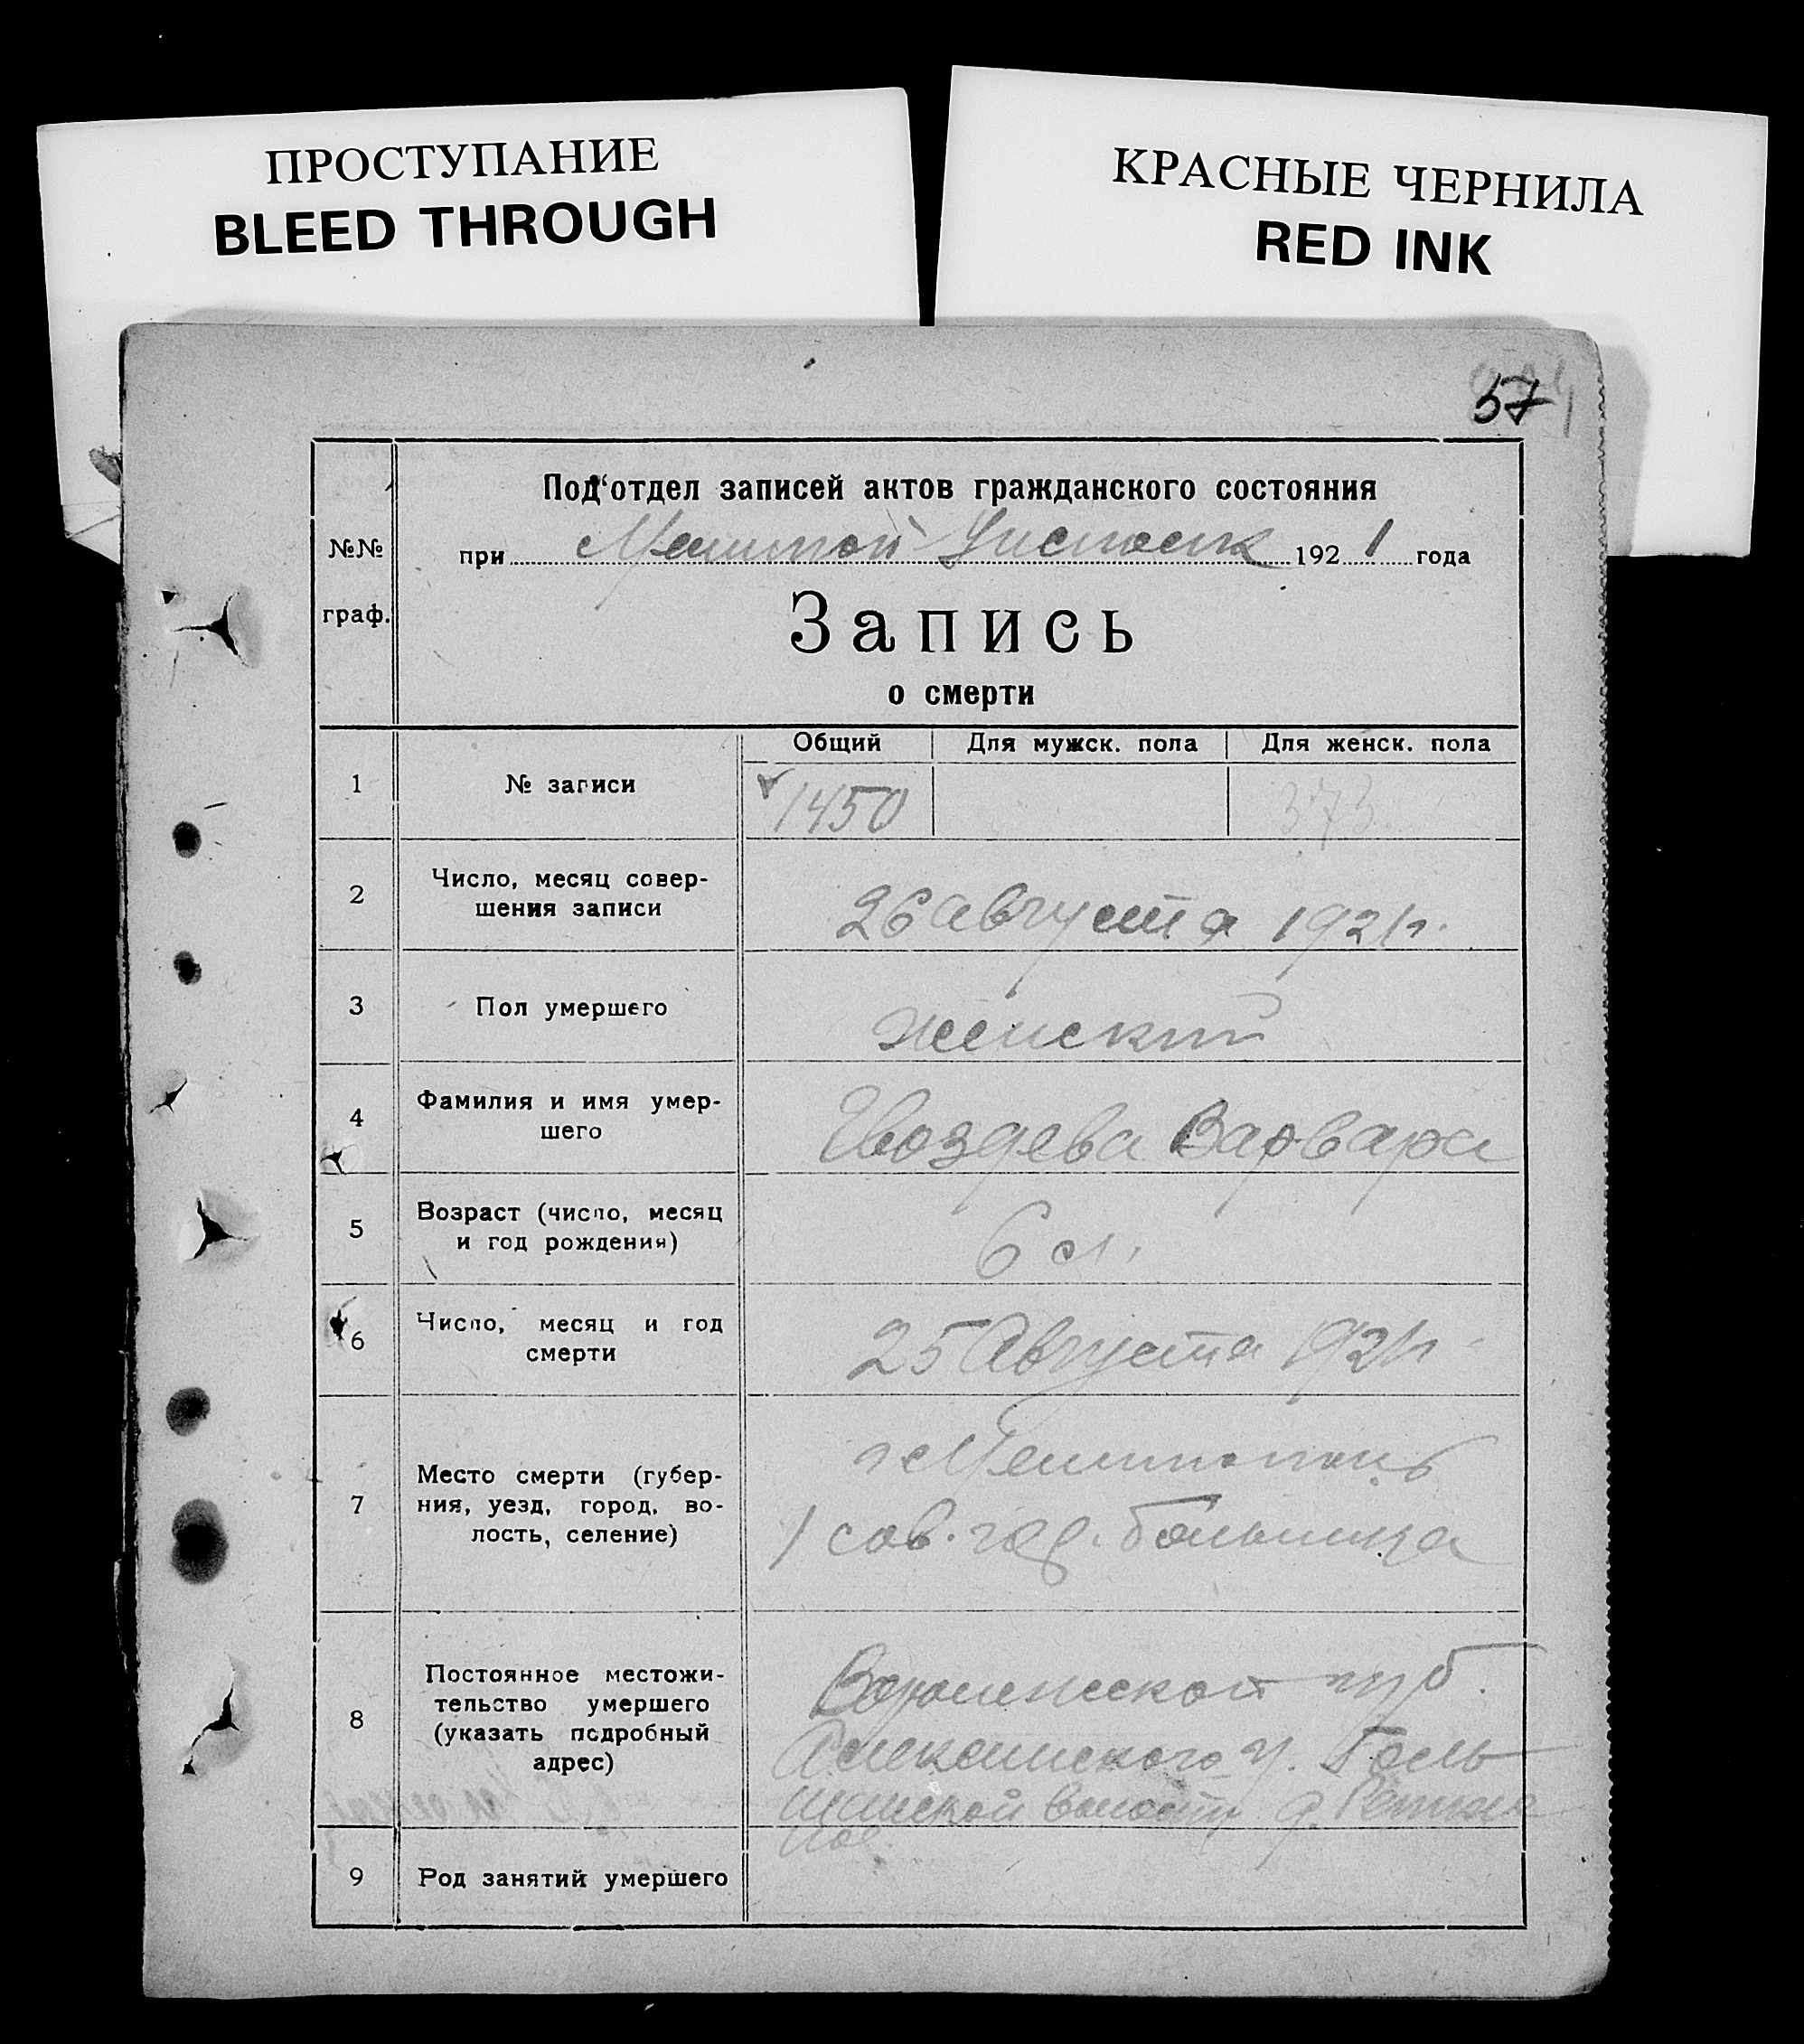 ПРОСТУПАНИЕ
BLEED THROUGH
КРАСНЫЕ ЧЕРНИЛА
RED INK
57
Под'отдел записей актов гражданского состояния
№№ граф.
при Мелитоп Уисполк 1921 года
Запись
о смерти
Общий Для мужск. пола Для женск. пола
1 № записи 1450 373
2 Число, месяц совер-
шения записи
26 августа 1921 г.
3 Пол умершего женский
4 Фамилия и имя умер-
шего
Гвоздева Варвара
5 Возраст (число, месяц
и год рождения)
6 л.
6 Число, месяц и год
смерти
25 Августа 1921 г.
7 Место смерти (губер-
ния, уезд, город, во-
лость, селение)
г Мелитополь
1 сов. гор. больница
8 Постоянное местожи-
тельство умершего
(указать подробный
адрес)
Воронежской губ.
у.
волости д.
9 Род занятий умершего